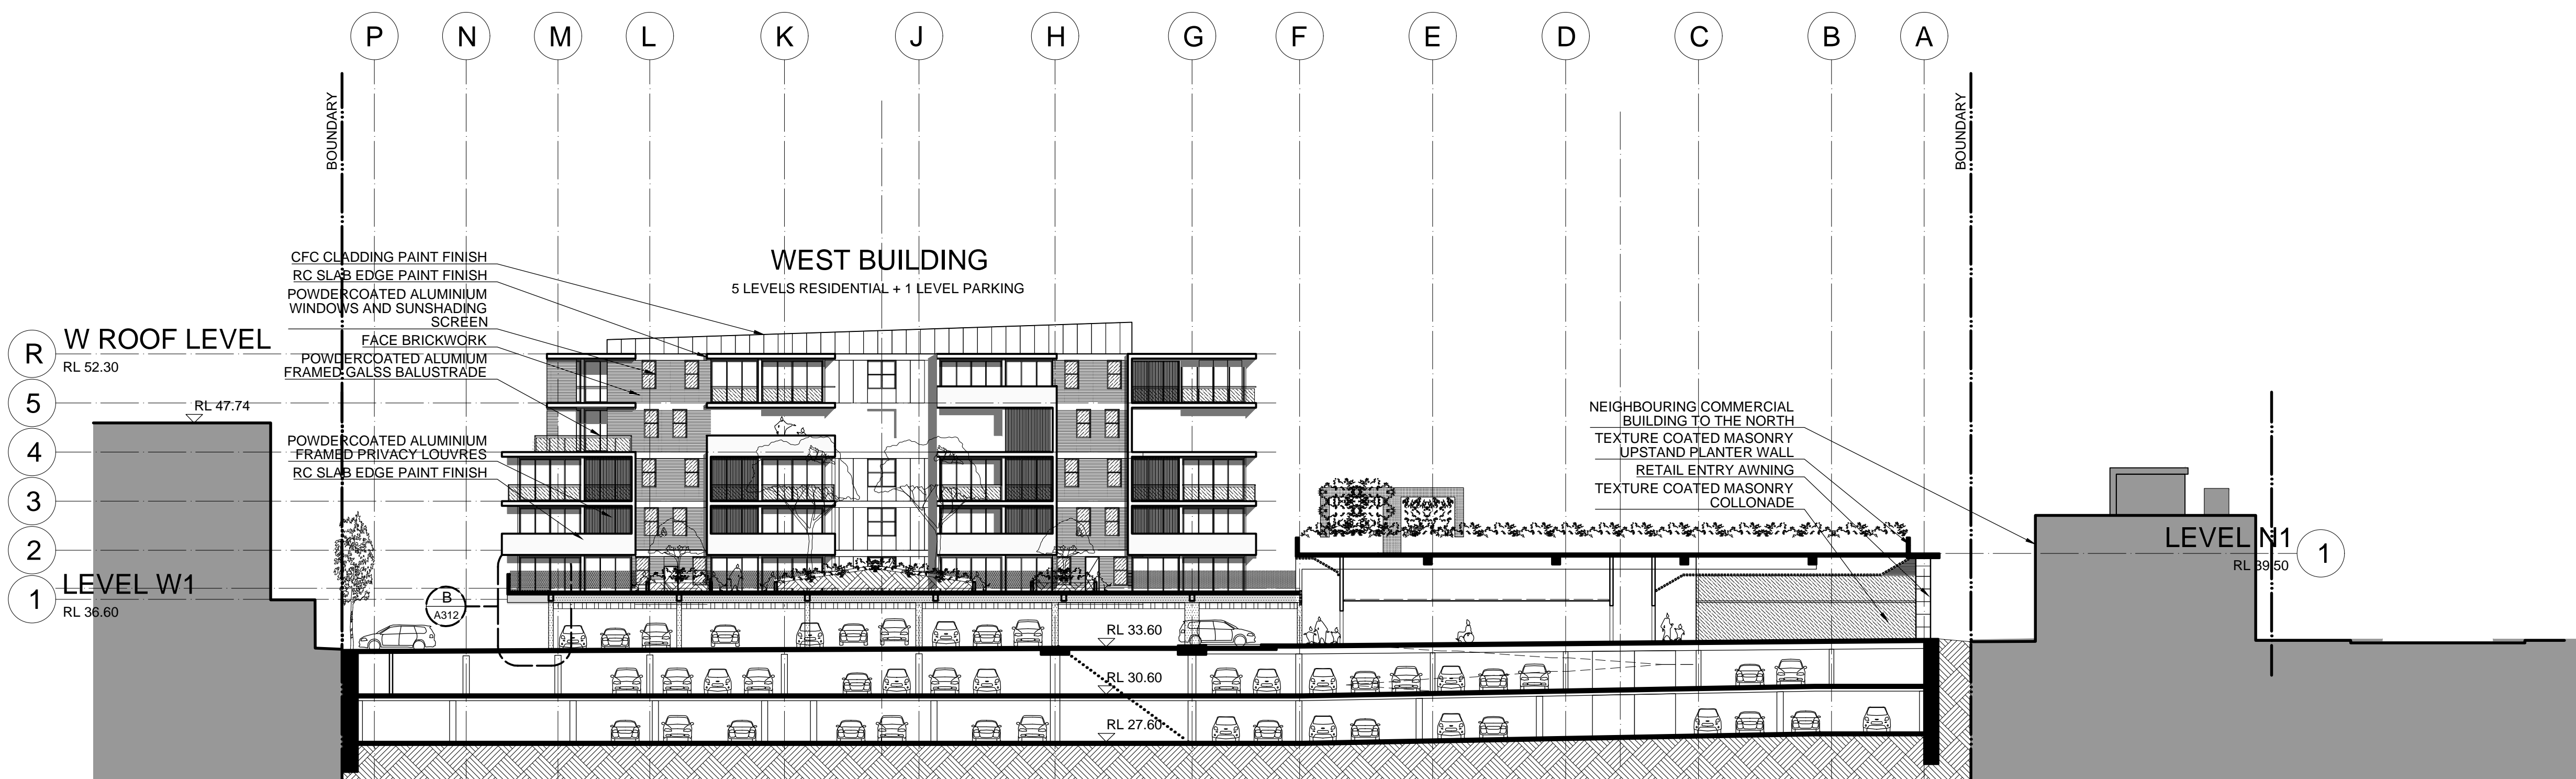 P N M L K J H G F E D C B A
BOUNDARY
BOUNDARY
WEST BUILDING
5 LEVELS RESIDENTIAL + 1 LEVEL PARKING
CFC CLADDING PAINT FINISH
RC SLAB EDGE PAINT FINISH
POWDERCOATED ALUMINIUM
WINDOWS AND SUNSHADING
SCREEN
FACE BRICKWORK
POWDERCOATED ALUMIUM
FRAMED GALSS BALUSTRADE
POWDERCOATED ALUMINIUM
FRAMED PRIVACY LOUVRES
RC SLAB EDGE PAINT FINISH
R W ROOF LEVEL
RL 52.30
5
RL 47.74
4
3
2
1 LEVEL W1
RL 36.60
B
A312
NEIGHBOURING COMMERCIAL
BUILDING TO THE NORTH
TEXTURE COATED MASONRY
UPSTAND PLANTER WALL
RETAIL ENTRY AWNING
TEXTURE COATED MASONRY
COLLONADE
LEVEL N1 1
RL 39.50
RL 33.60
RL 30.60
RL 27.60